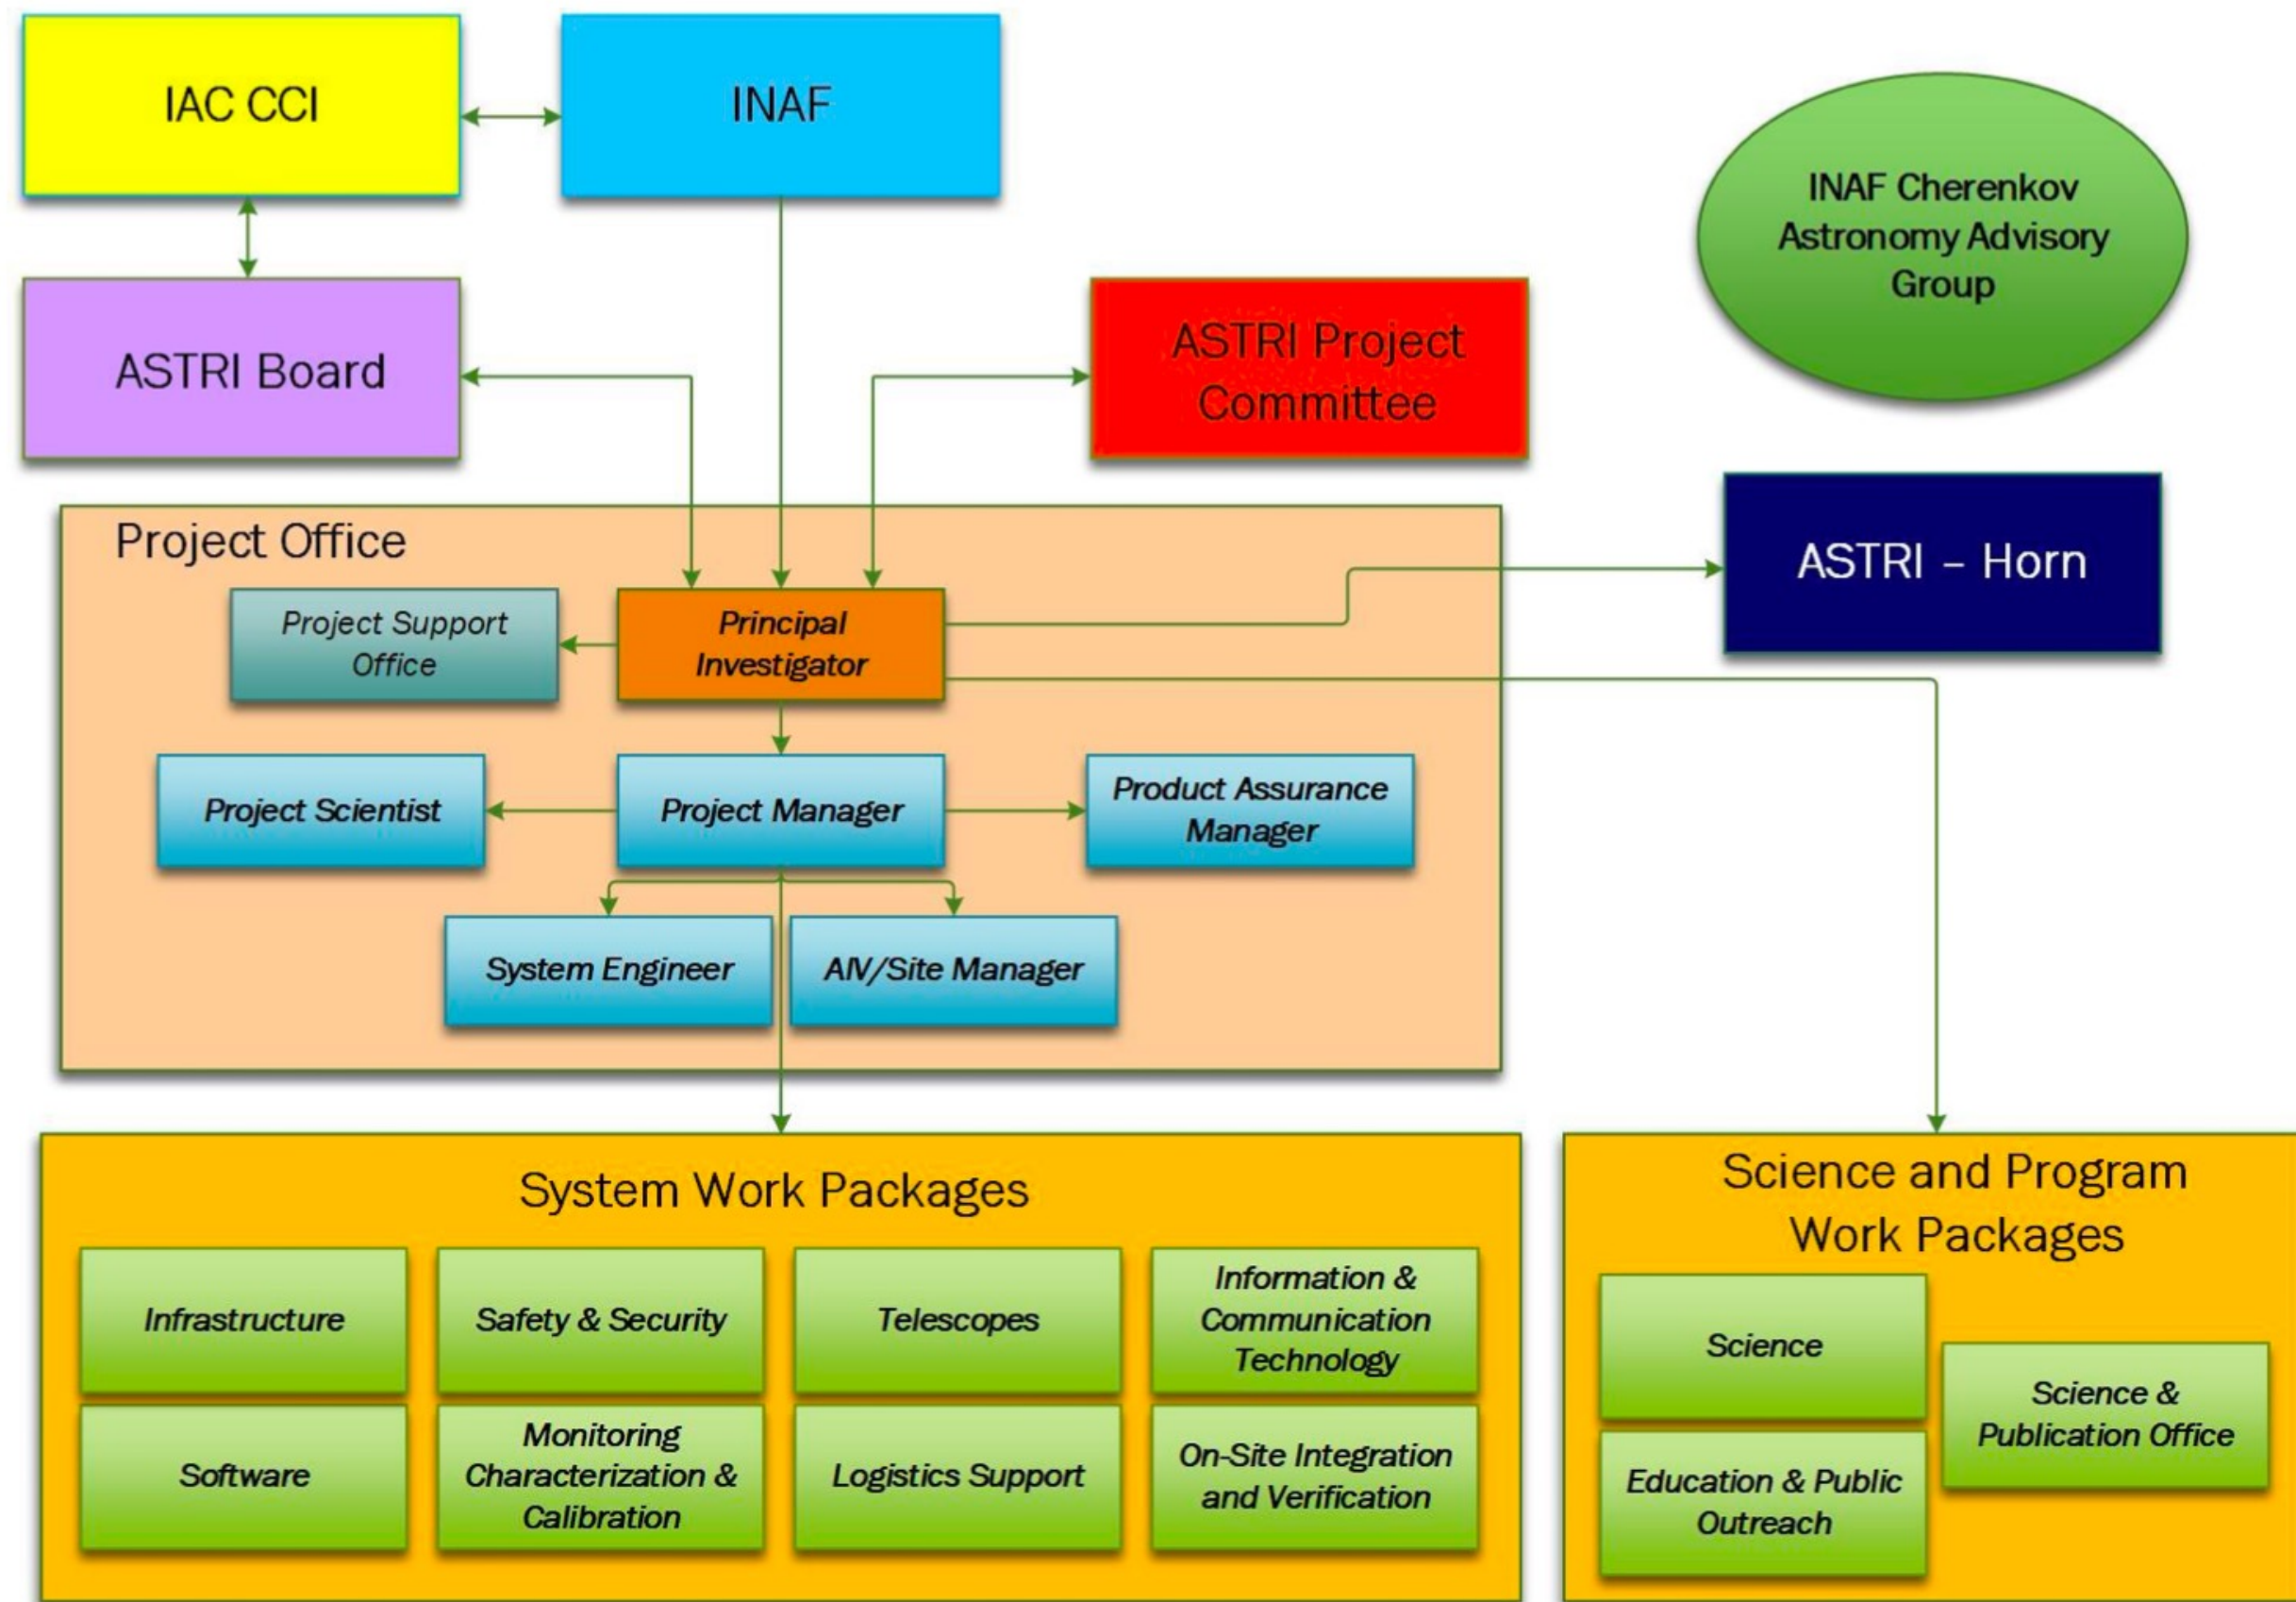 IAC CCI
INAF
INAF Cherenkov
Astronomy Advisory
Group
ASTRI Board
ASTRI Project
Committee
Project Office
ASTRI – Horn
Project Support
Office
Principal
Investigator
Project Scientist
Project Manager
Product Assurance
Manager
System Engineer
AIV/Site Manager
System Work Packages
Infrastructure
Safety & Security
Telescopes
Information &
Communication
Technology
Software
Monitoring
Characterization &
Calibration
Logistics Support
On-Site Integration
and Verification
Science and Program
Work Packages
Science
Science &
Publication Office
Education & Public
Outreach